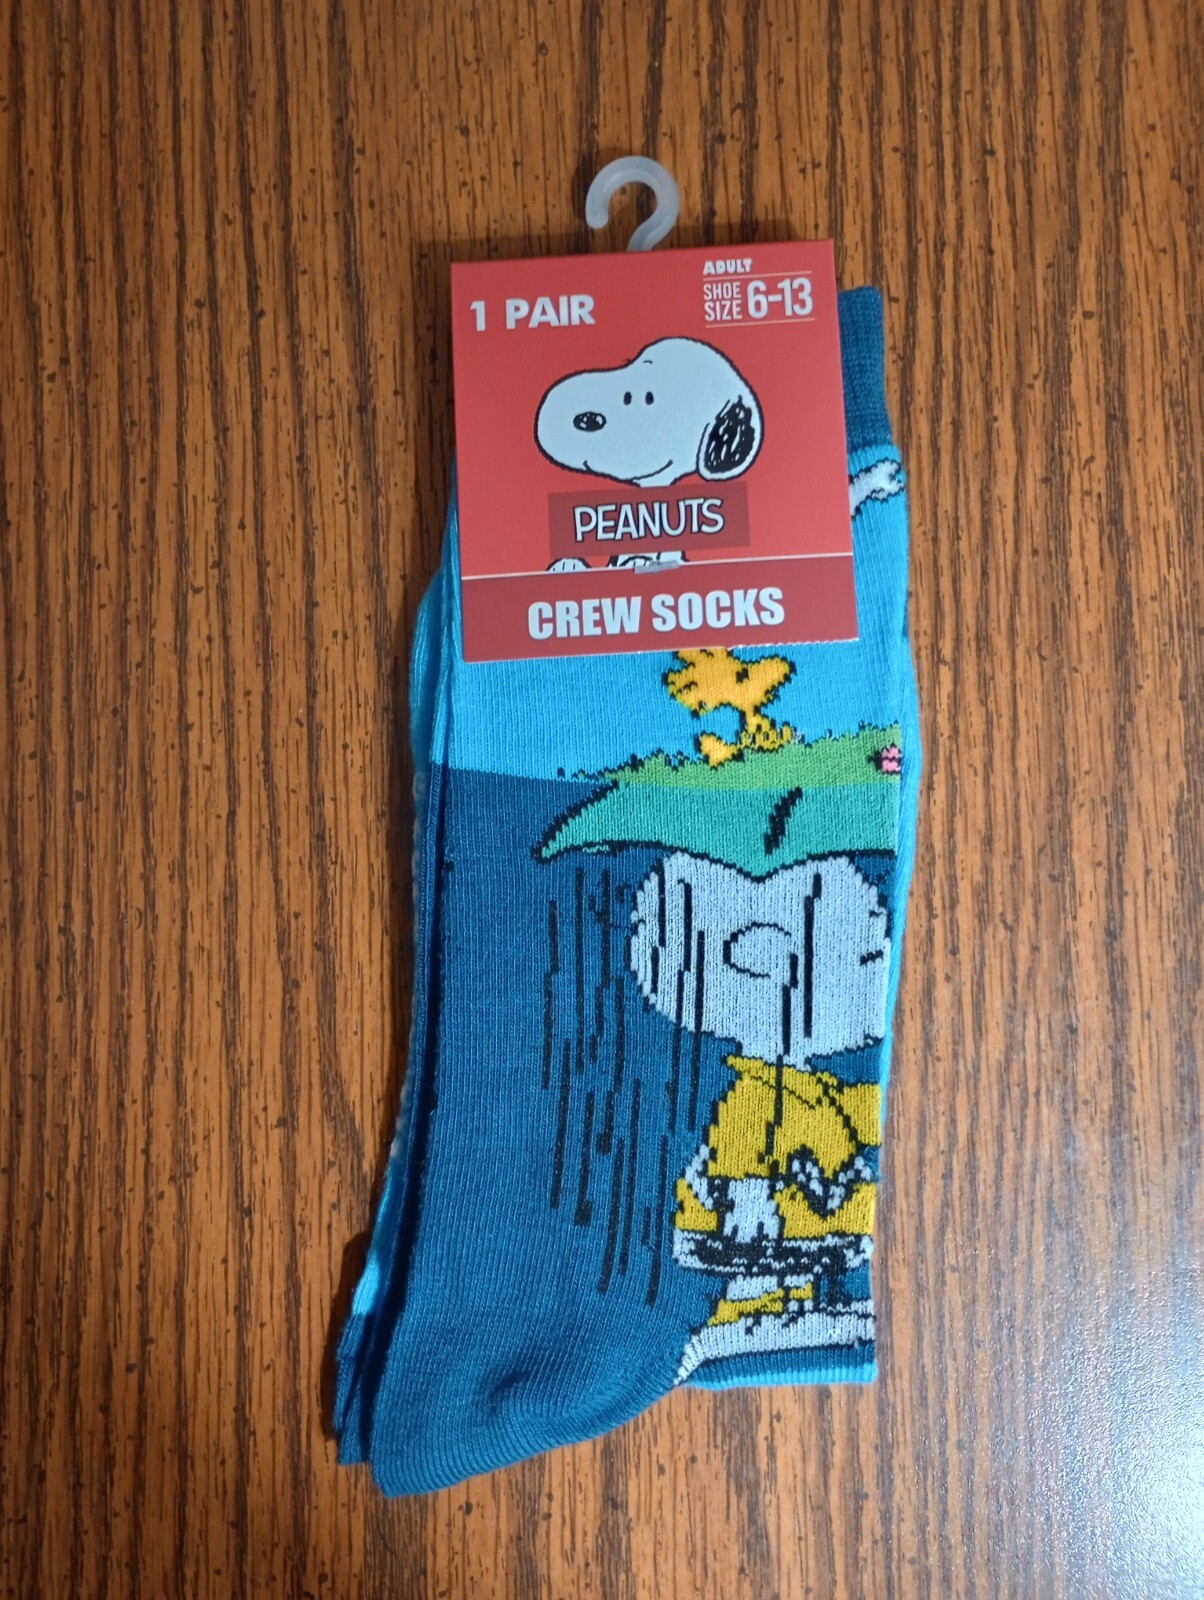 1 PAIR
ADULT
SHOE
SIZE 6-13
PEANUTS
CREW SOCKS